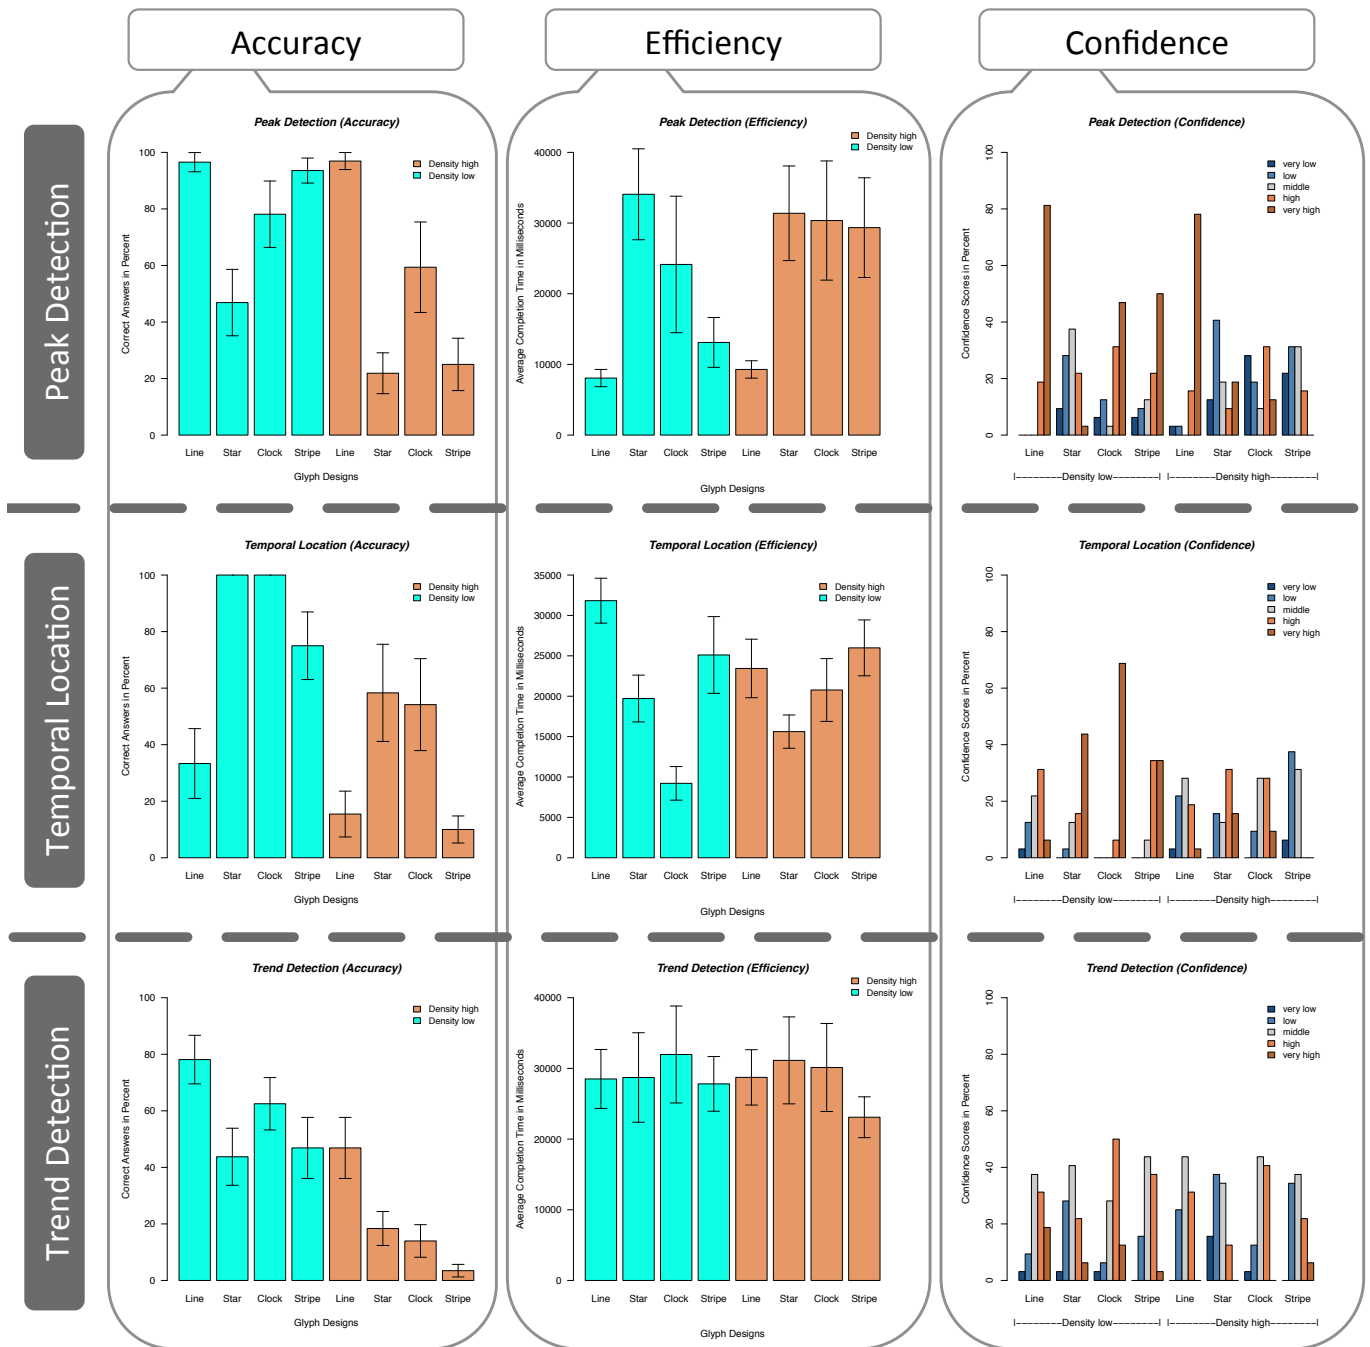 Accuracy
Efficiency
Confidence
Peak Detection
Peak Detection (Accuracy)
Correct Answers in Percent
100
80
60
40
20
0
Density high
Density low
Line Star Clock Stripe Line Star Clock Stripe
Glyph Designs
Peak Detection (Efficiency)
Average Completion Time in Milliseconds
40000
30000
20000
10000
0
Density high
Density low
Line Star Clock Stripe Line Star Clock Stripe
Glyph Designs
Peak Detection (Confidence)
Confidence Scores in Percent
100
80
60
40
20
0
very low
low
middle
high
very high
Line Star Clock Stripe Line Star Clock Stripe
I--------Density low--------I I--------Density high--------I
Temporal Location
Temporal Location (Accuracy)
Correct Answers in Percent
100
80
60
40
20
0
Density high
Density low
Line Star Clock Stripe Line Star Clock Stripe
Glyph Designs
Temporal Location (Efficiency)
Average Completion Time in Milliseconds
35000
30000
25000
20000
15000
10000
5000
0
Density high
Density low
Line Star Clock Stripe Line Star Clock Stripe
Glyph Designs
Temporal Location (Confidence)
Confidence Scores in Percent
100
80
60
40
20
0
very low
low
middle
high
very high
Line Star Clock Stripe Line Star Clock Stripe
I--------Density low--------I I--------Density high--------I
Trend Detection
Trend Detection (Accuracy)
Correct Answers in Percent
100
80
60
40
20
0
Density high
Density low
Line Star Clock Stripe Line Star Clock Stripe
Glyph Designs
Trend Detection (Efficiency)
Average Completion Time in Milliseconds
40000
30000
20000
10000
0
Density high
Density low
Line Star Clock Stripe Line Star Clock Stripe
Glyph Designs
Trend Detection (Confidence)
Confidence Scores in Percent
100
80
60
40
20
0
very low
low
middle
high
very high
Line Star Clock Stripe Line Star Clock Stripe
I--------Density low--------I I--------Density high--------I